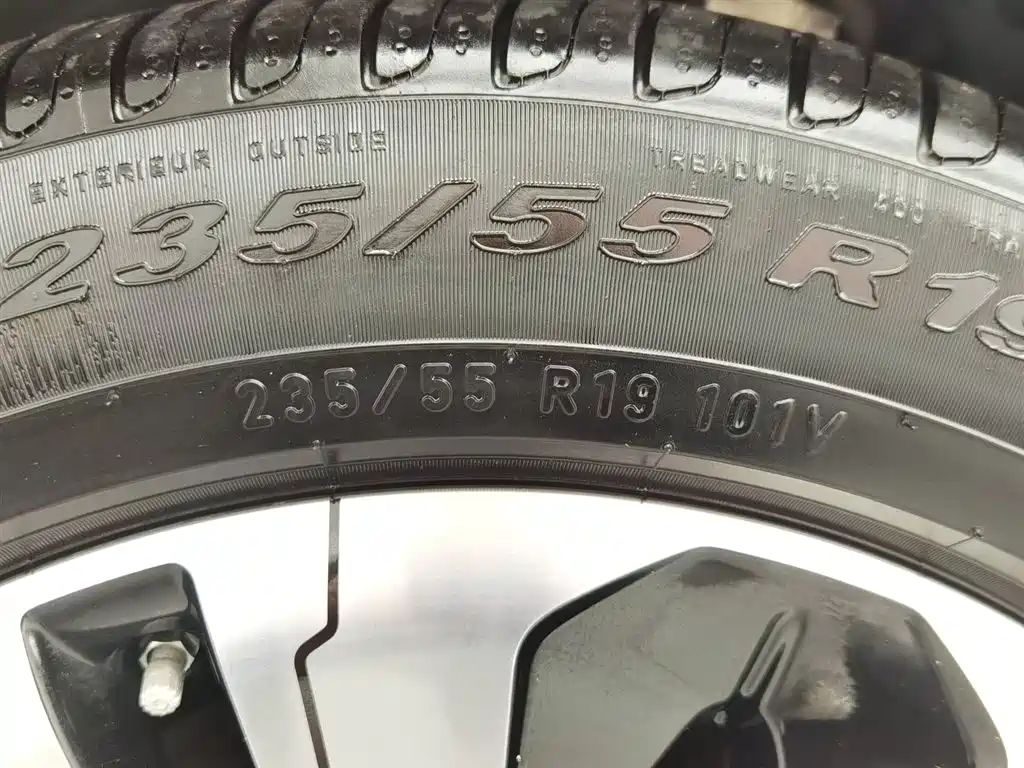 EXTERIEUR OUTSIDE
TREADWEAR
235/55 R19
235/55 R19 101V